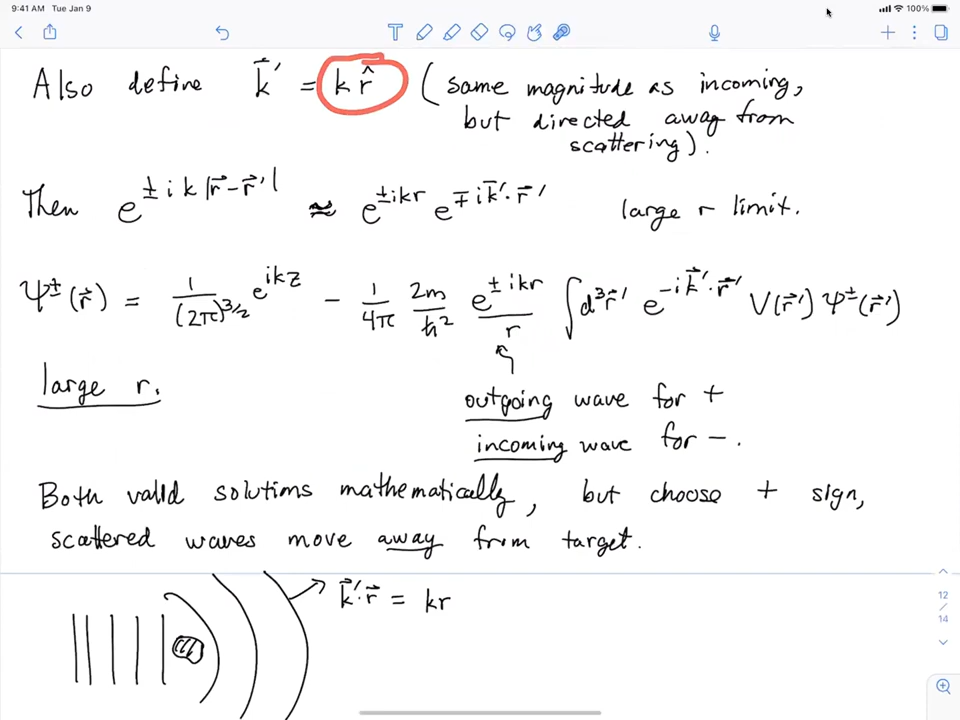 9:41 AM Tue Jan 9
100%
Also define k⃗′ = k r̂ (same magnitude as incoming,
but directed away from
scattering).
Then e^{±ik|r⃗-r⃗′|} ≈ e^{±ikr} e^{∓ik⃗′·r⃗′} large r limit.
Ψ^±(r⃗) = 1/(2π)^{3/2} e^{ikz} - 1/4π 2m/ħ² e^{±ikr}/r ∫d³r⃗′ e^{-ik⃗′·r⃗′} V(r⃗′) Ψ^±(r⃗′)
large r.
outgoing wave for +
incoming wave for -.
Both valid solutions mathematically, but choose + sign,
scattered waves move away from target.
k⃗′·r⃗ = kr
12
/
14